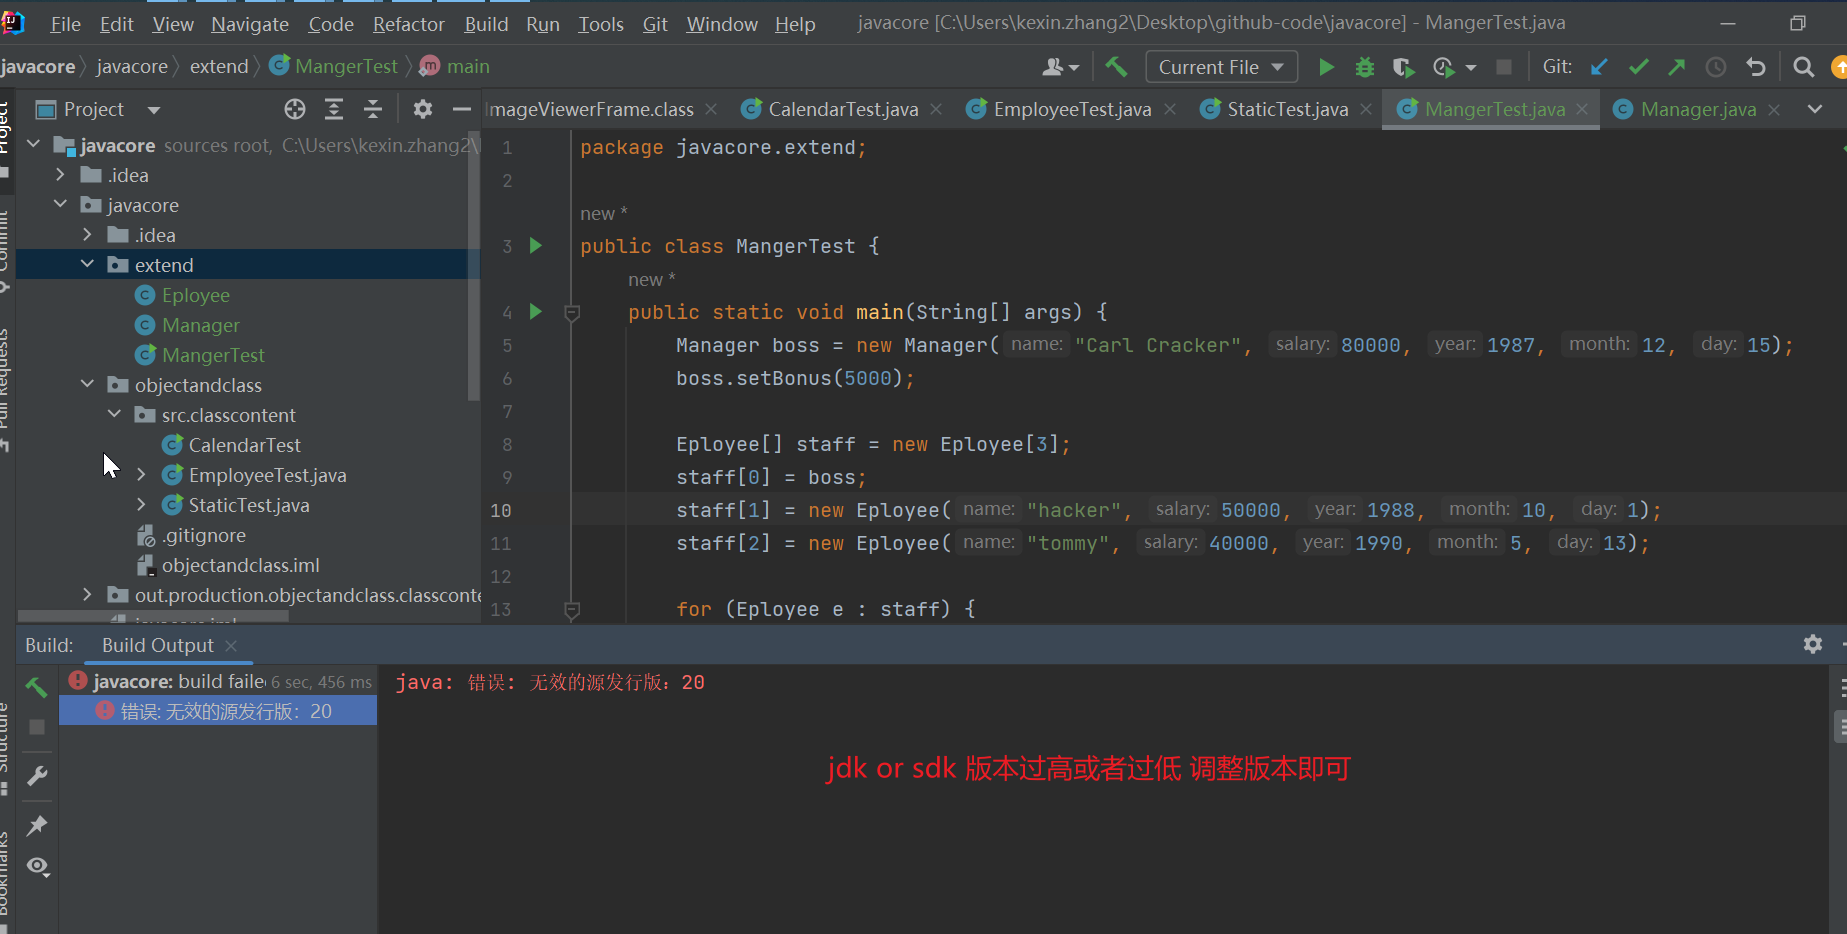 File Edit View Navigate Code Refactor Build Run Tools Git Window Help javacore [C:\Users\kexin.zhang2\Desktop\github-code\javacore] - MangerTest.java
javacore javacore extend MangerTest main Current File Git:
Project
ImageViewerFrame.class CalendarTest.java EmployeeTest.java StaticTest.java MangerTest.java Manager.java
Project
Commit
Pull Requests
Structure
Bookmarks
javacore sources root, C:\Users\kexin.zhang2\
.idea
javacore
.idea
extend
Eployee
Manager
MangerTest
objectandclass
src.classcontent
CalendarTest
EmployeeTest.java
StaticTest.java
.gitignore
objectandclass.iml
out.production.objectandclass.classconte
javacore.iml
1 package javacore.extend;
2
new *
3 public class MangerTest {
new *
4 public static void main(String[] args) {
5 Manager boss = new Manager( name: "Carl Cracker", salary: 80000, year: 1987, month: 12, day: 15);
6 boss.setBonus(5000);
7
8 Eployee[] staff = new Eployee[3];
9 staff[0] = boss;
10 staff[1] = new Eployee( name: "hacker", salary: 50000, year: 1988, month: 10, day: 1);
11 staff[2] = new Eployee( name: "tommy", salary: 40000, year: 1990, month: 5, day: 13);
12
13 for (Eployee e : staff) {
Build: Build Output
javacore: build faile 6 sec, 456 ms
错误: 无效的源发行版：20
java: 错误: 无效的源发行版：20
jdk or sdk 版本过高或者过低 调整版本即可